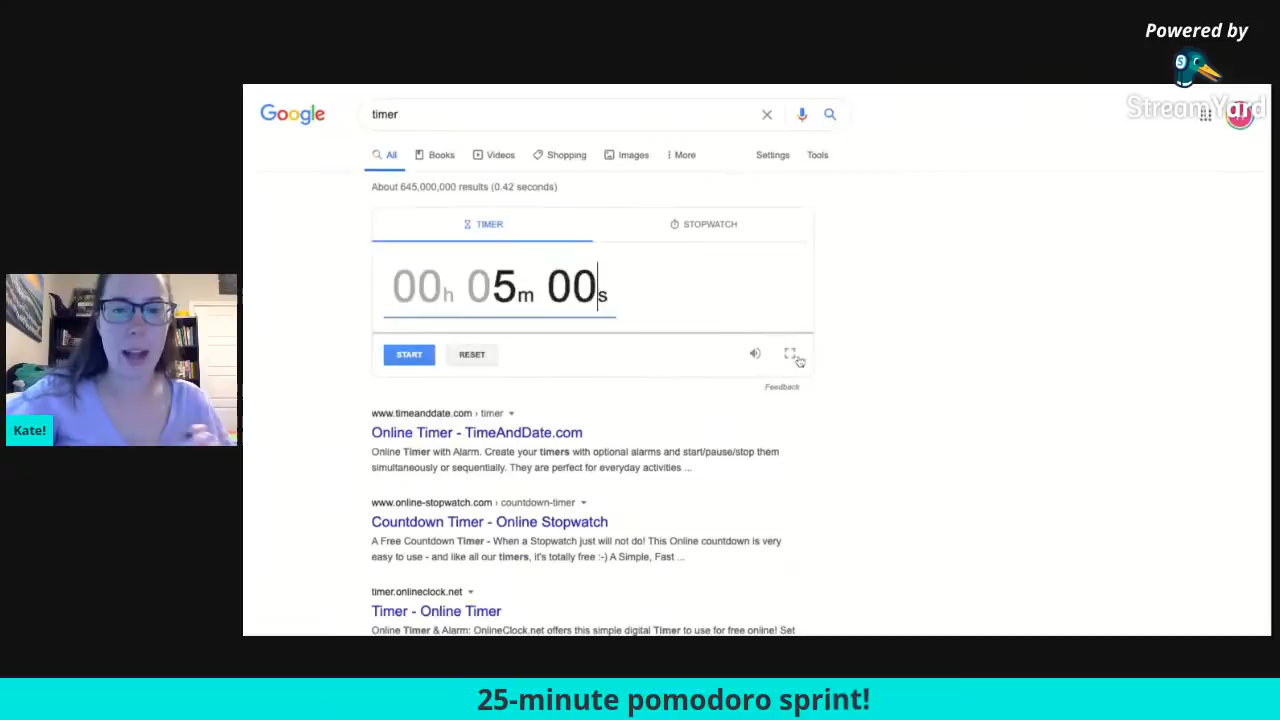 Powered by
StreamYard
Google
timer
All Books Videos Shopping Images More Settings Tools
About 645,000,000 results (0.42 seconds)
TIMER STOPWATCH
00h 05m 00s
START RESET
Feedback
www.timeanddate.com › timer
Online Timer - TimeAndDate.com
Online Timer with Alarm. Create your timers with optional alarms and start/pause/stop them
simultaneously or sequentially. They are perfect for everyday activities ...
www.online-stopwatch.com › countdown-timer
Countdown Timer - Online Stopwatch
A Free Countdown Timer - When a Stopwatch just will not do! This Online countdown is very
easy to use - and like all our timers, it's totally free :-) A Simple, Fast ...
timer.onlineclock.net
Timer - Online Timer
Online Timer & Alarm: OnlineClock.net offers this simple digital Timer to use for free online! Set
Kate!
25-minute pomodoro sprint!